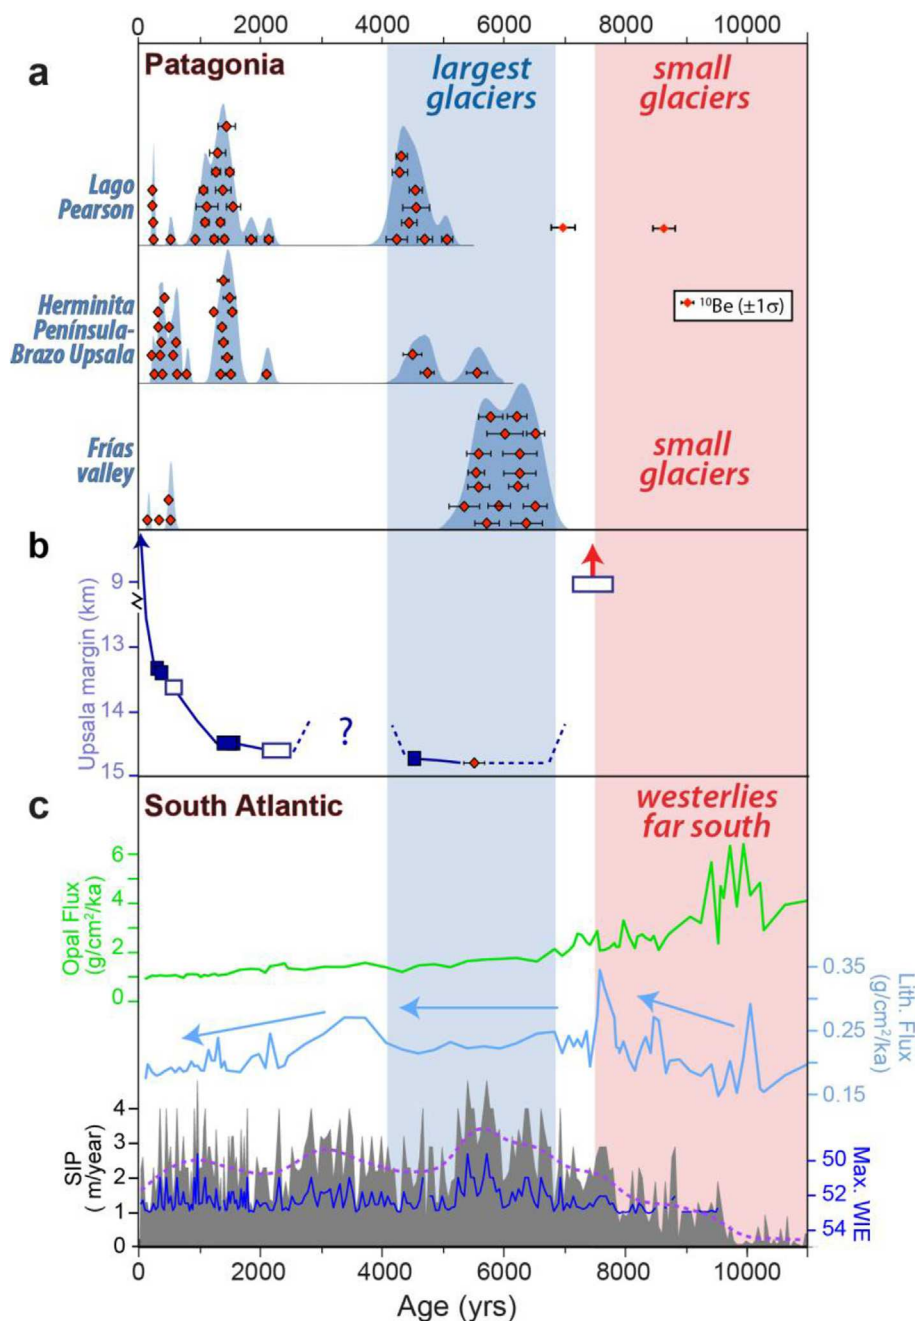 0 2000 4000 6000 8000 10000
a
Patagonia
largest
glaciers
small
glaciers
Lago
Pearson
Herminita
Península-
Brazo Upsala
¹⁰Be (±1σ)
Frías
valley
small
glaciers
b
Upsala margin (km)
9
13
14
15
?
c
South Atlantic
westerlies
far south
Opal Flux
(g/cm²/ka)
6
4
2
0
Lith. Flux
(g/cm²/ka)
0.35
0.25
0.15
SIP
(m/year)
4
3
2
1
0
Max. WIE
50
52
54
0 2000 4000 6000 8000 10000
Age (yrs)